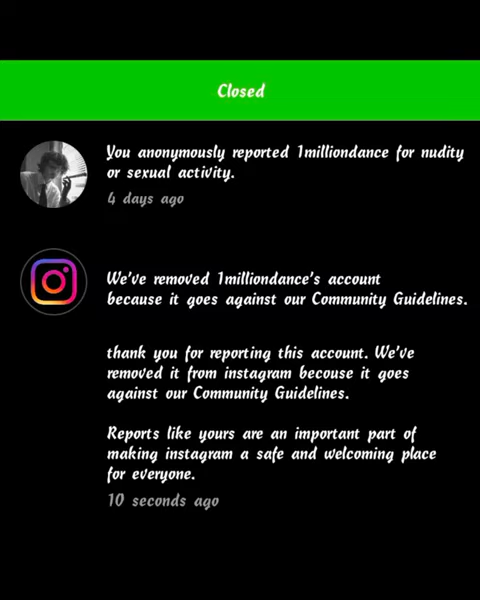 Closed
You anonymously reported 1milliondance for nudity
or sexual activity.
4 days ago
We've removed 1milliondance's account
because it goes against our Community Guidelines.
thank you for reporting this account. We've
removed it from instagram becouse it goes
against our Community Guidelines.
Reports like yours are an important part of
making instagram a safe and welcoming place
for everyone.
10 seconds ago